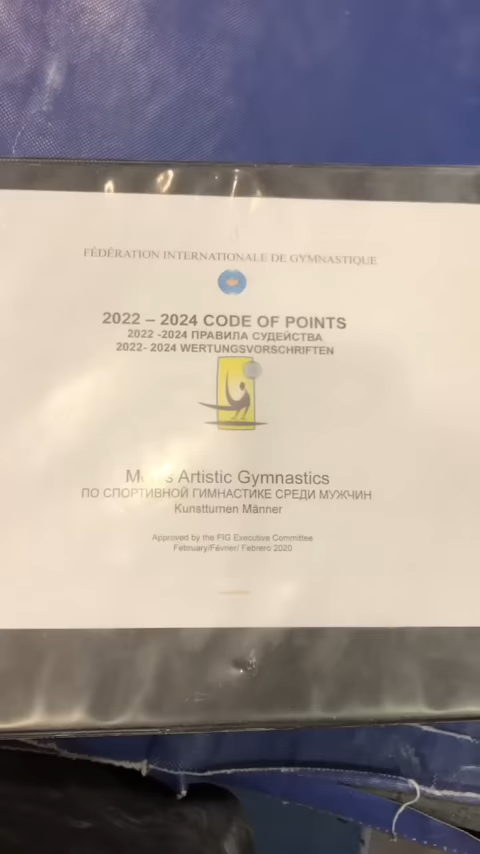 FÉDÉRATION INTERNATIONALE DE GYMNASTIQUE
2022 – 2024 CODE OF POINTS
2022 -2024 ПРАВИЛА СУДЕЙСТВА
2022- 2024 WERTUNGSVORSCHRIFTEN
Artistic Gymnastics
ПО СПОРТИВНОЙ ГИМНАСТИКЕ СРЕДИ МУЖЧИН
Kunstturnen Männer
Approved by the FIG Executive Committee
February/Février/ Febrero 2020